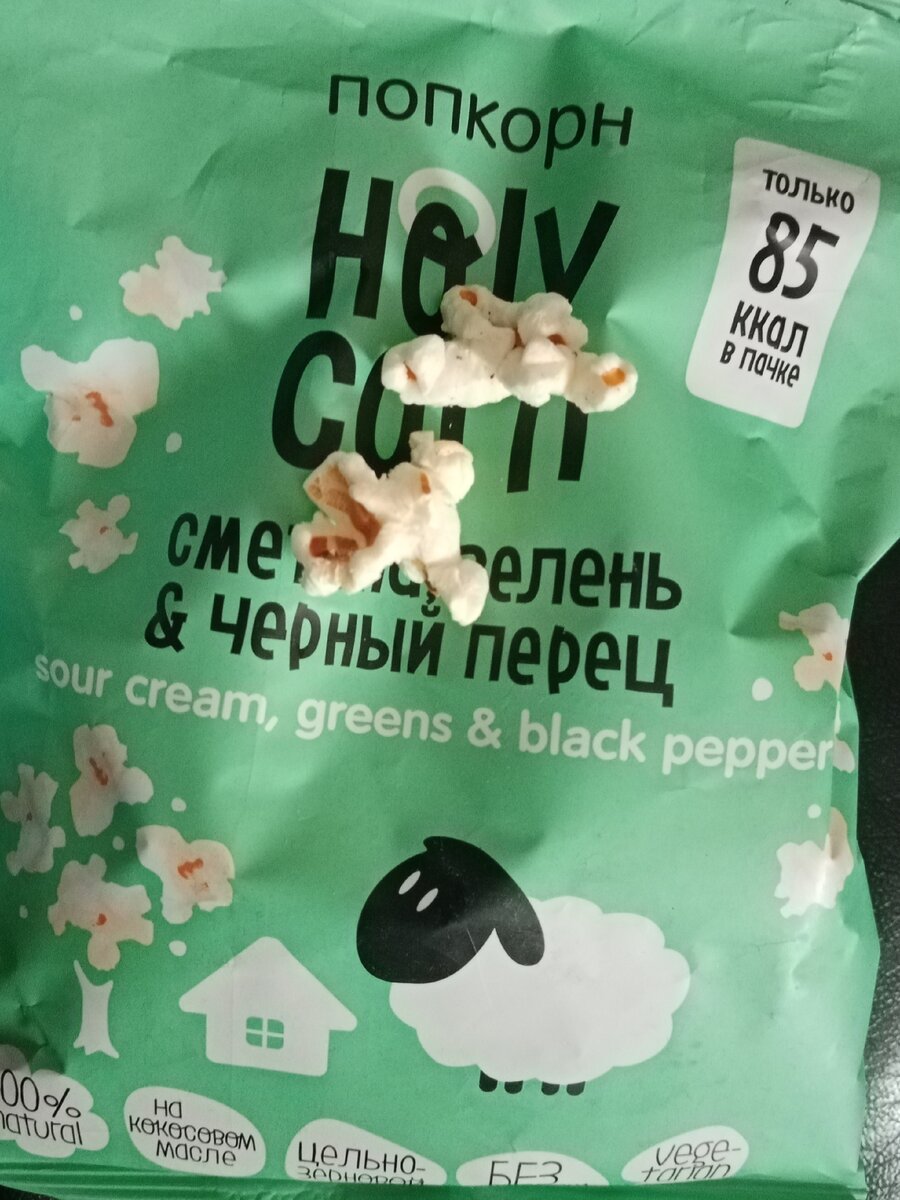 попкорн
Holy
Corn
только
85
ккал
в пачке
зелень
& черный перец
sour cream, greens & black pepper
natural
на
кокосовом
масле
цельно-
зерновой
БЕЗ
vege-
tarian